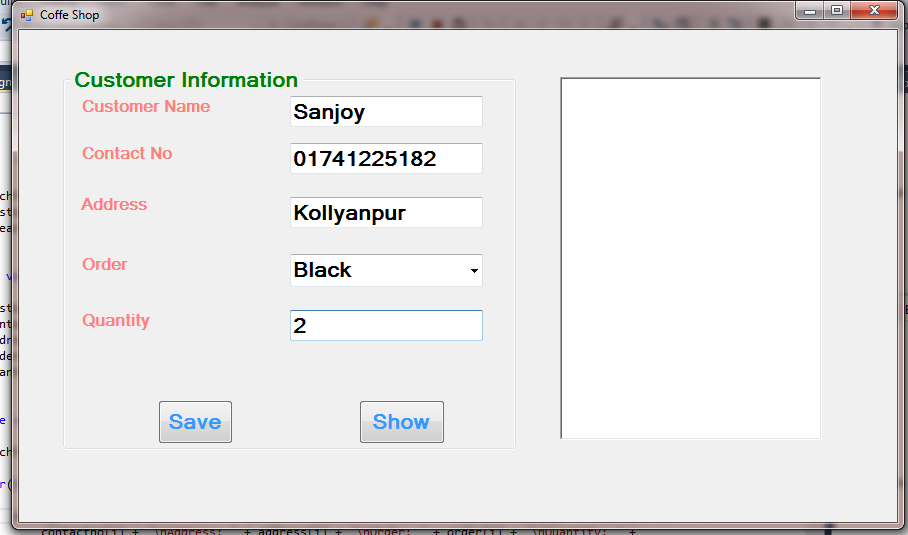 Coffe Shop
Customer Information
Customer Name
Sanjoy
Contact No
01741225182
Address
Kollyanpur
Order
Black
Quantity
2
Save
Show